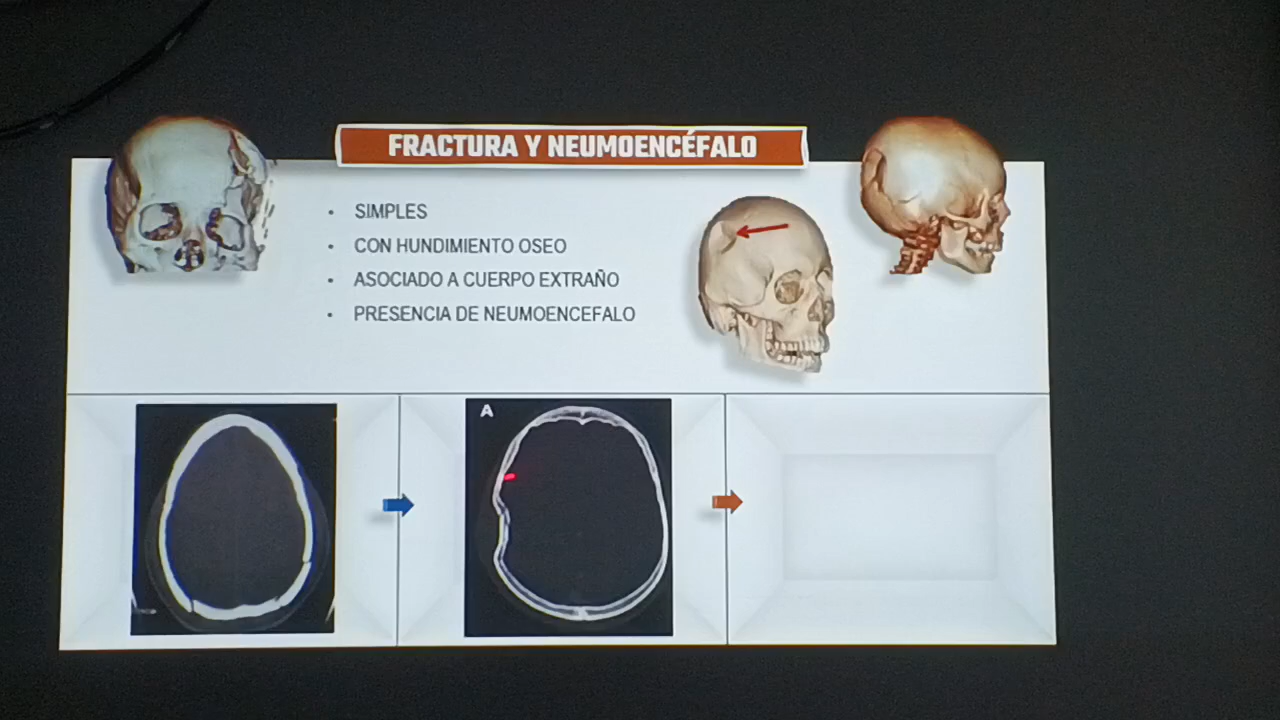 FRACTURA Y NEUMOENCÉFALO
• SIMPLES
• CON HUNDIMIENTO OSEO
• ASOCIADO A CUERPO EXTRAÑO
• PRESENCIA DE NEUMOENCEFALO
A